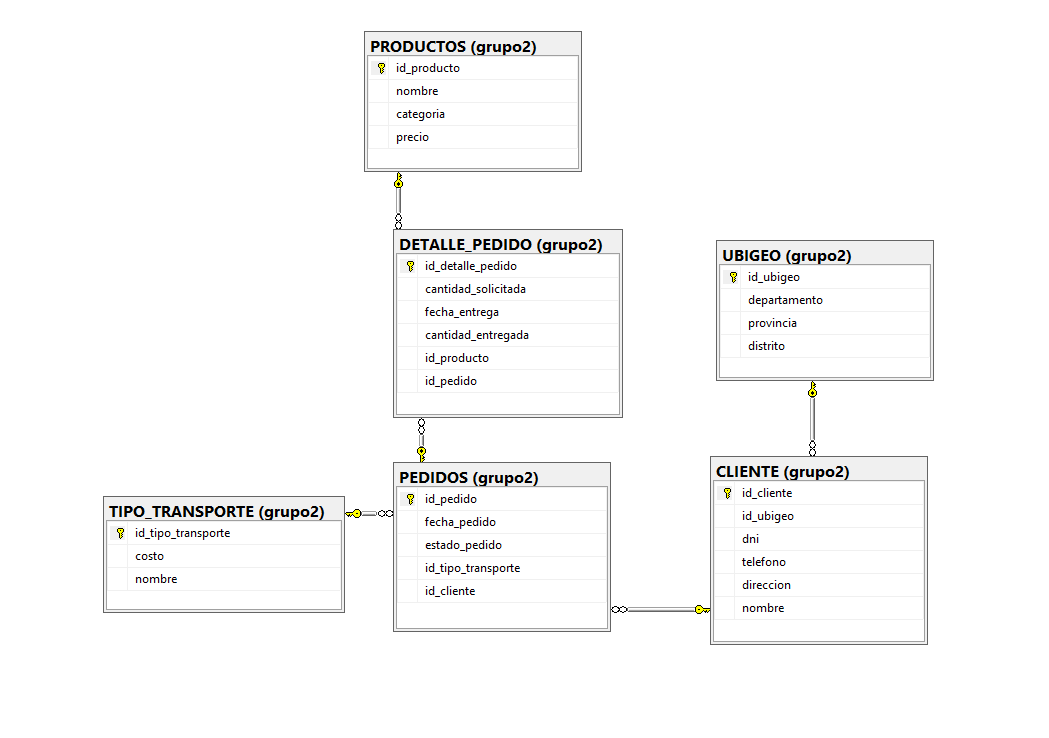 PRODUCTOS (grupo2)
id_producto
nombre
categoria
precio
DETALLE_PEDIDO (grupo2)
id_detalle_pedido
cantidad_solicitada
fecha_entrega
cantidad_entregada
id_producto
id_pedido
UBIGEO (grupo2)
id_ubigeo
departamento
provincia
distrito
PEDIDOS (grupo2)
id_pedido
fecha_pedido
estado_pedido
id_tipo_transporte
id_cliente
TIPO_TRANSPORTE (grupo2)
id_tipo_transporte
costo
nombre
CLIENTE (grupo2)
id_cliente
id_ubigeo
dni
telefono
direccion
nombre